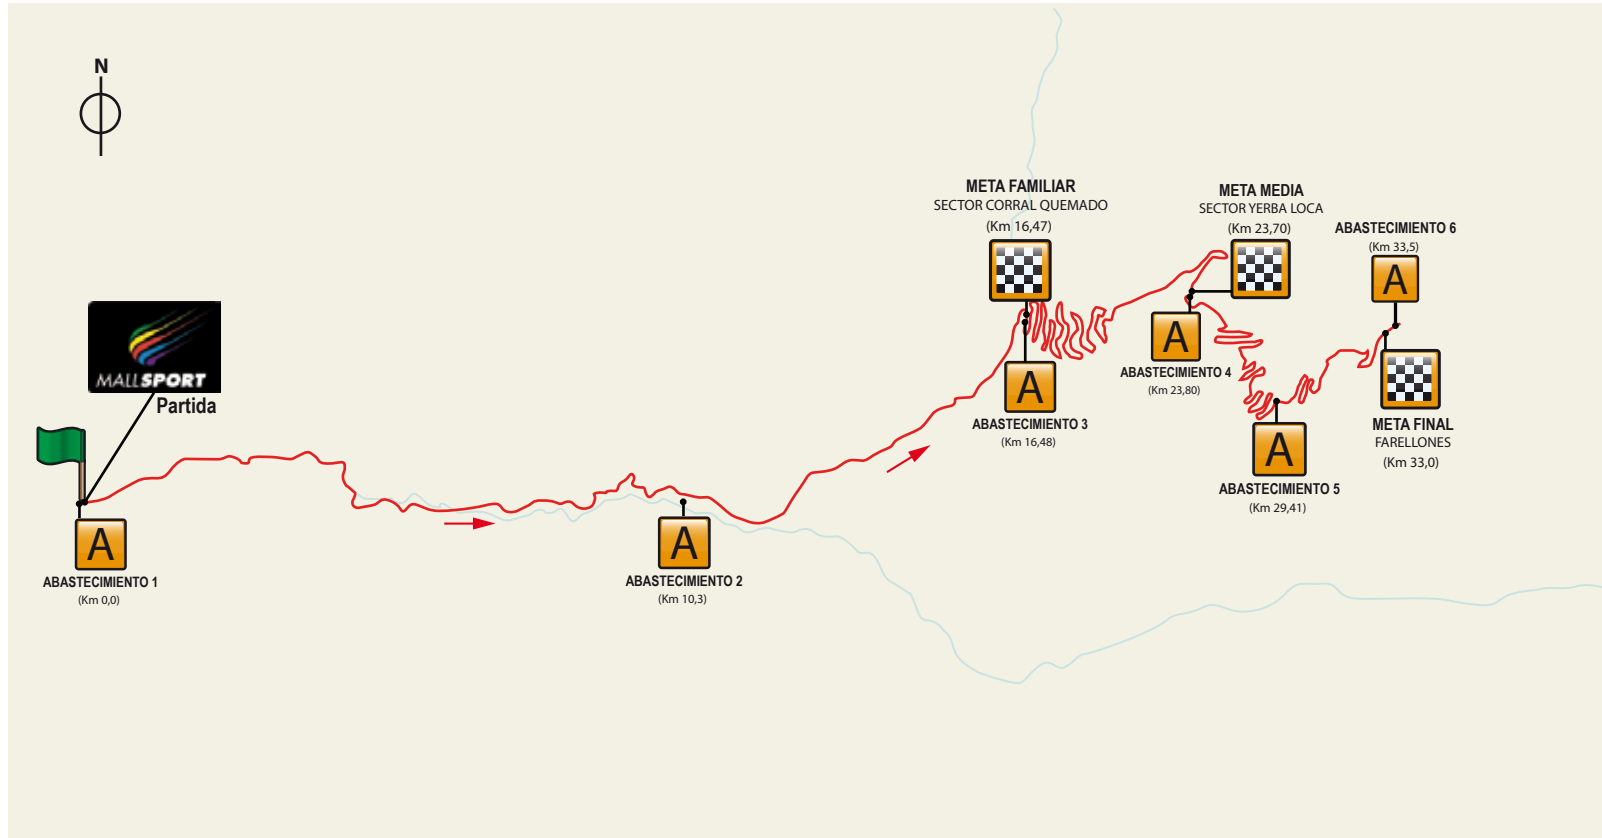 N
META FAMILIAR
SECTOR CORRAL QUEMADO
(Km 16,47)
META MEDIA
SECTOR YERBA LOCA
(Km 23,70)
ABASTECIMIENTO 6
(Km 33,5)
A
MALLSPORT
Partida
A
ABASTECIMIENTO 4
(Km 23,80)
A
ABASTECIMIENTO 3
(Km 16,48)
META FINAL
FARELLONES
(Km 33,0)
A
ABASTECIMIENTO 5
(Km 29,41)
A
ABASTECIMIENTO 1
(Km 0,0)
A
ABASTECIMIENTO 2
(Km 10,3)